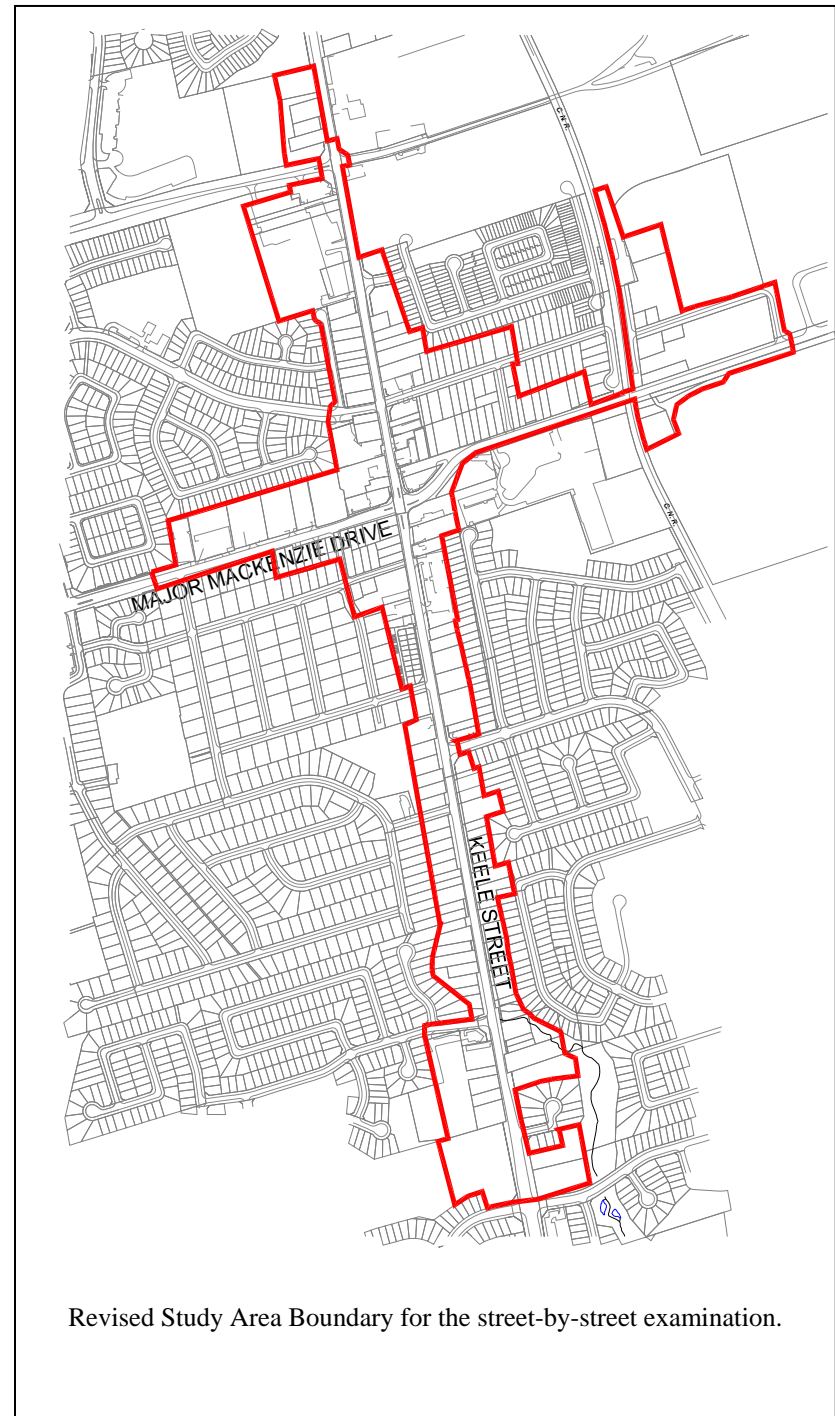 C.N.R.
C.N.R.
MAJOR MACKENZIE DRIVE
KEELE STREET
Revised Study Area Boundary for the street-by-street examination.